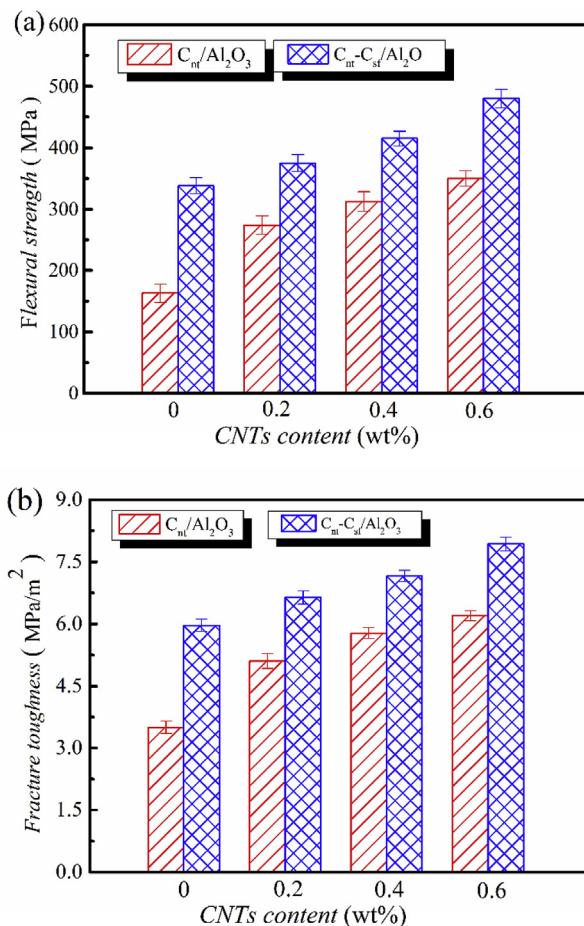 (a)
600
500
400
300
200
100
0
Flexural strength ( MPa)
Cnt/Al2O3
Cnt-Csf/Al2O
0
0.2
0.4
0.6
CNTs content (wt%)
(b)
9.0
7.5
6.0
4.5
3.0
1.5
0.0
Fracture toughness ( MPa/m2)
Cnt/Al2O3
Cnt-Csf/Al2O3
0
0.2
0.4
0.6
CNTs content (wt%)